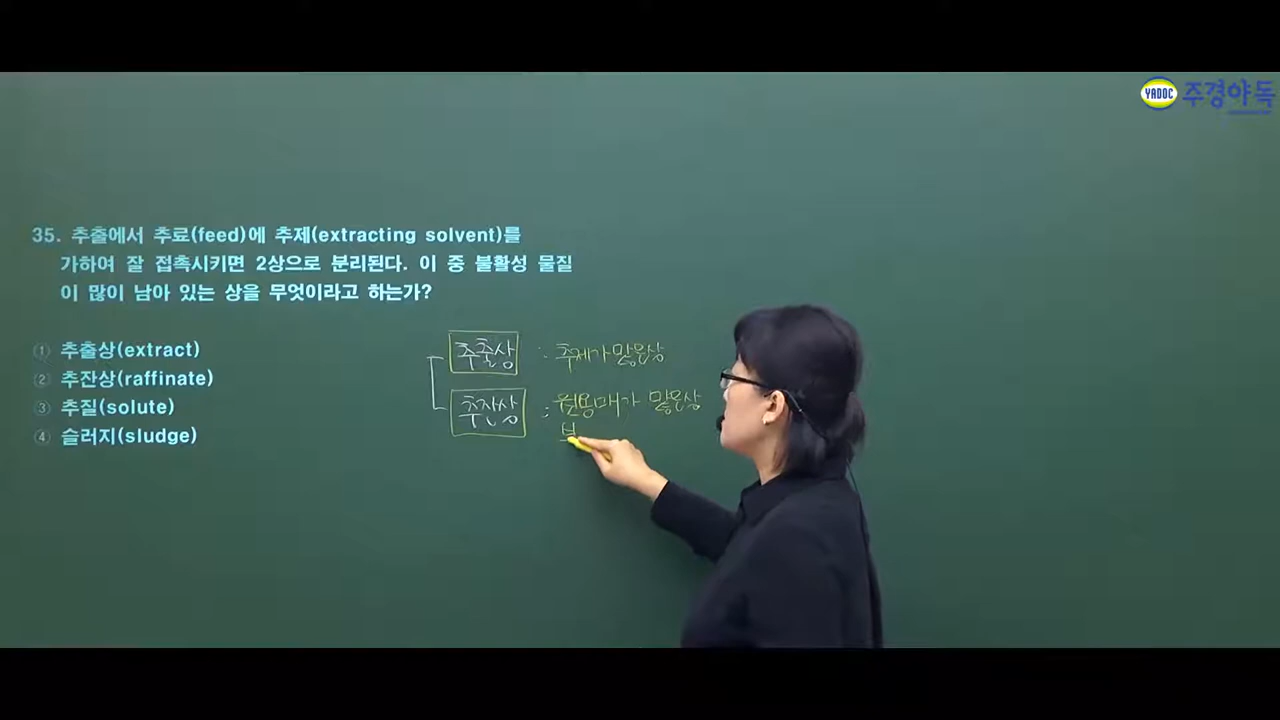 YADOC 주경야독
35. 추출에서 추료(feed)에 추제(extracting solvent)를
가하여 잘 접촉시키면 2상으로 분리된다. 이 중 불활성 물질
이 많이 남아 있는 상을 무엇이라고 하는가?
① 추출상(extract)
② 추잔상(raffinate)
③ 추질(solute)
④ 슬러지(sludge)
추출상 : 추제가 많은상
추잔상 : 원용매가 많은상
브